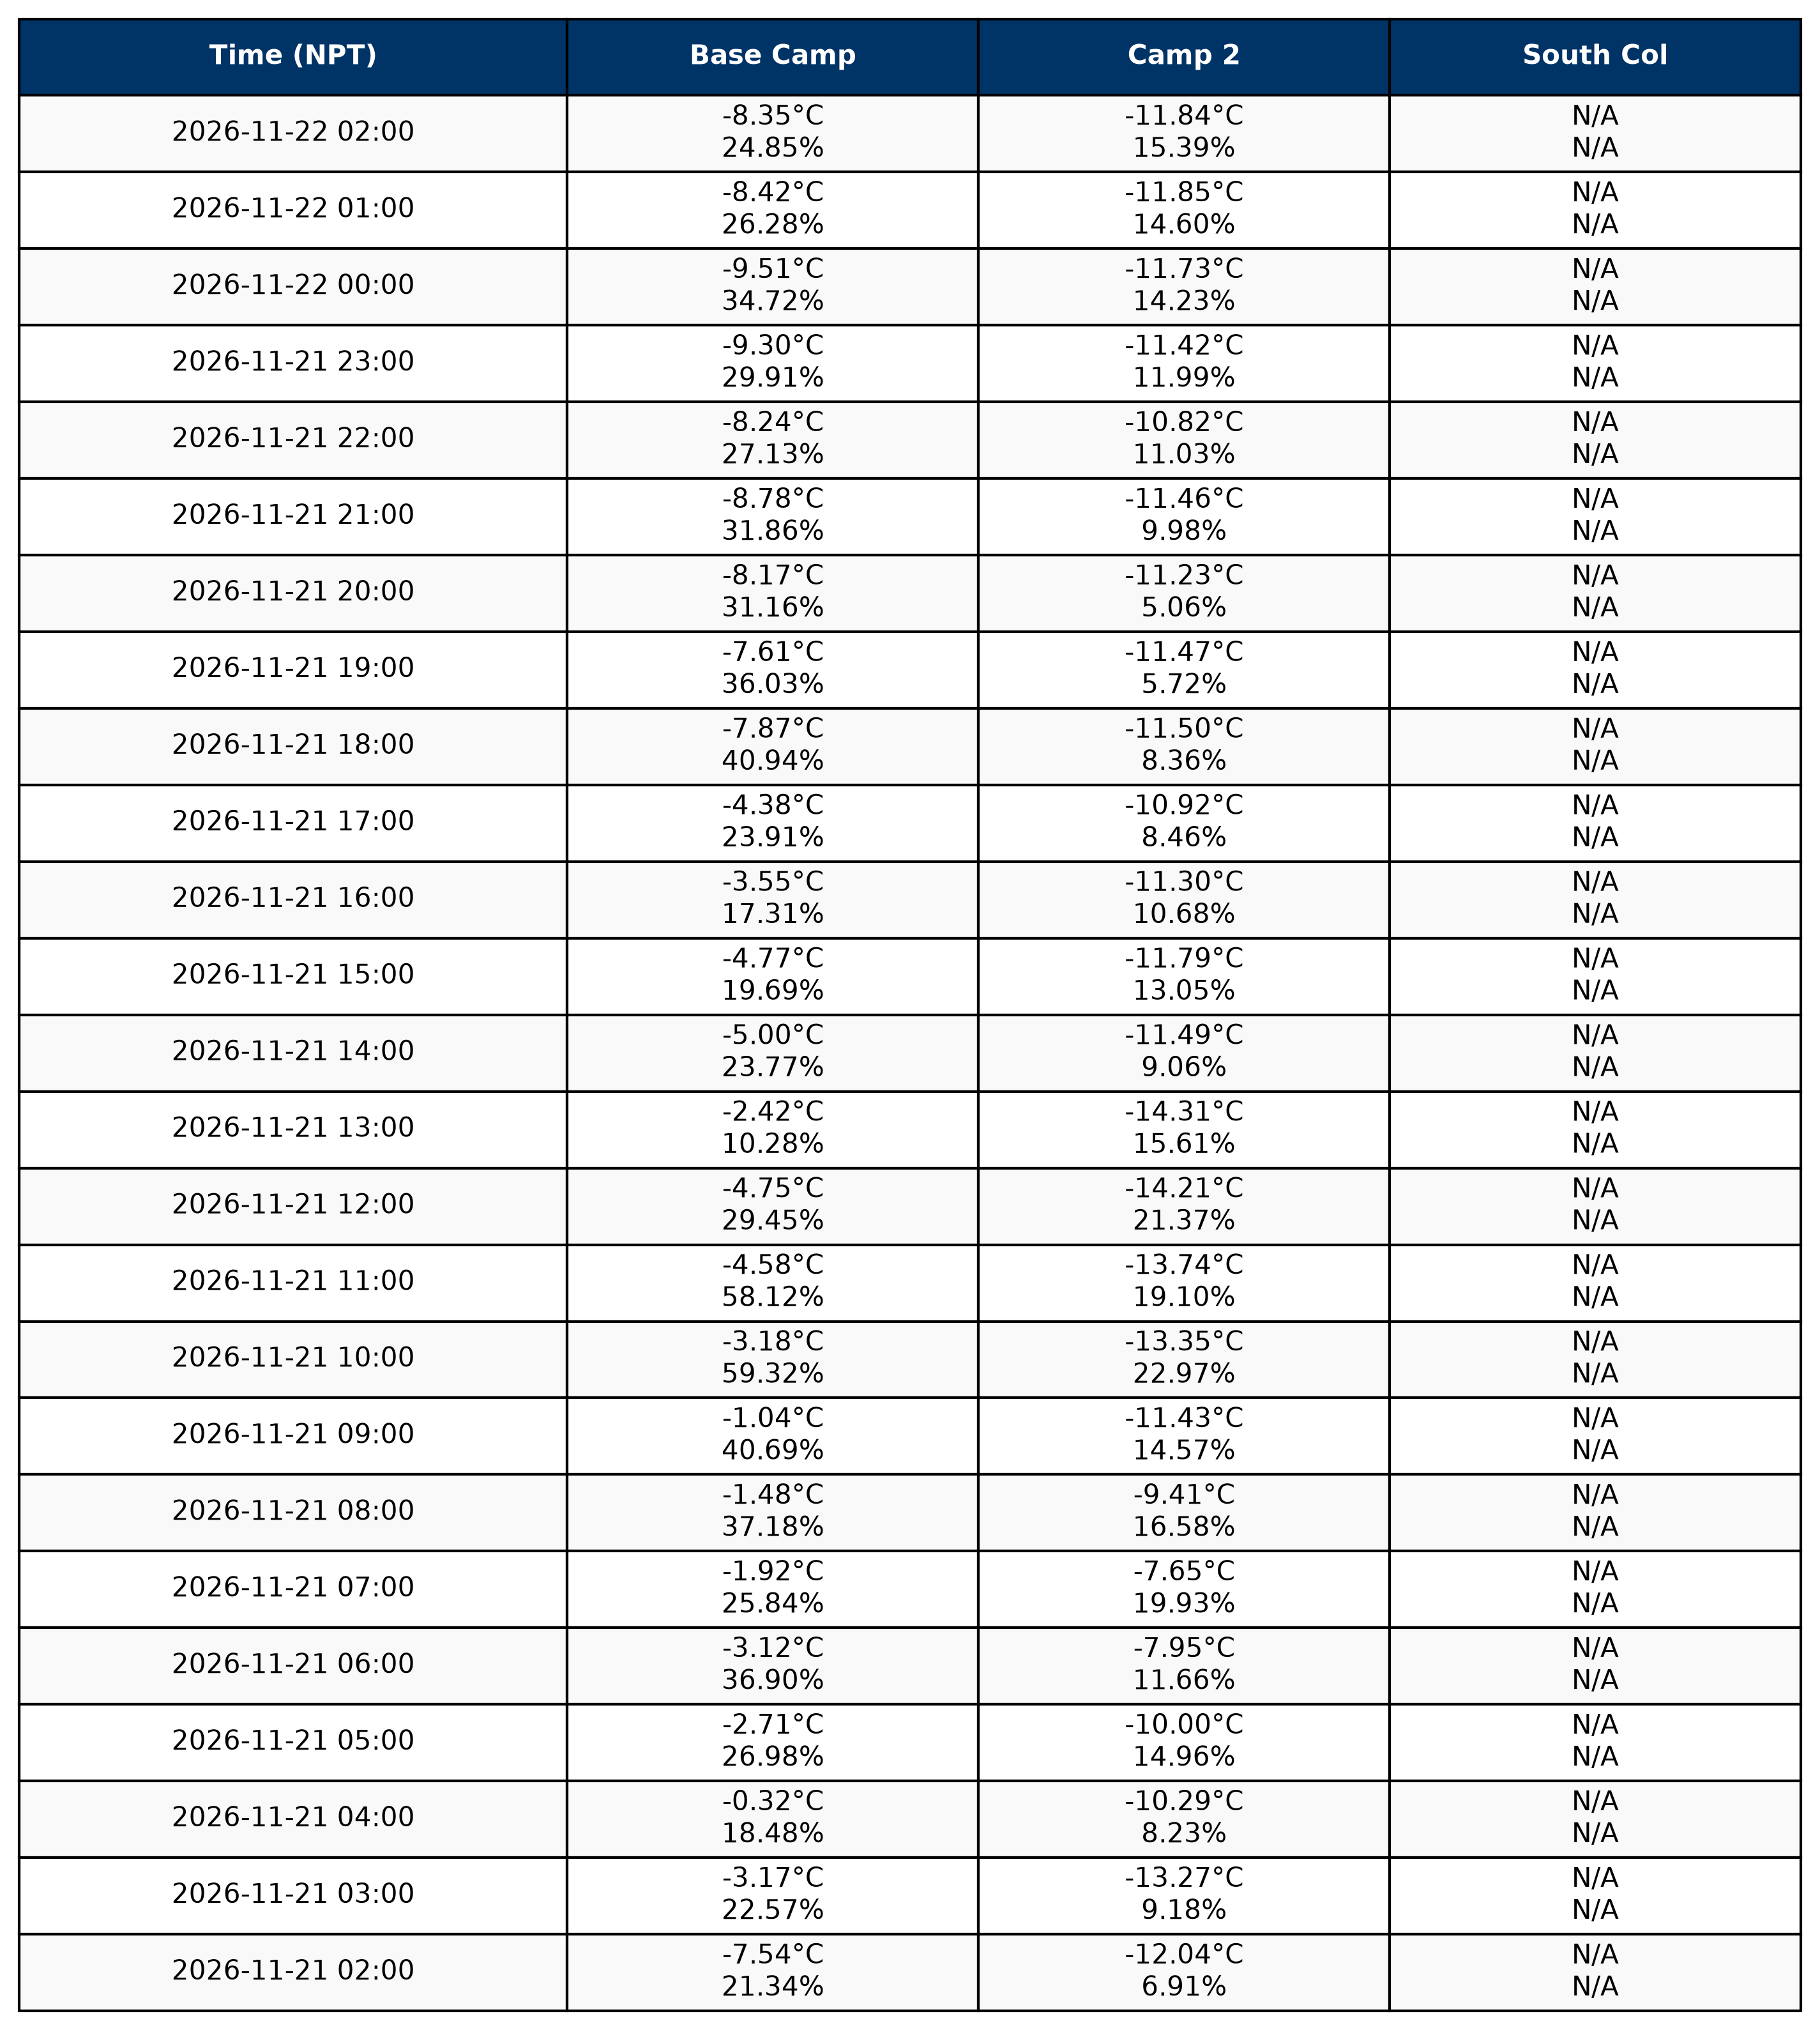 Time (NPT) Base Camp Camp 2 South Col
2026-11-22 02:00 -8.35°C -11.84°C N/A
24.85% 15.39% N/A
2026-11-22 01:00 -8.42°C -11.85°C N/A
26.28% 14.60% N/A
2026-11-22 00:00 -9.51°C -11.73°C N/A
34.72% 14.23% N/A
2026-11-21 23:00 -9.30°C -11.42°C N/A
29.91% 11.99% N/A
2026-11-21 22:00 -8.24°C -10.82°C N/A
27.13% 11.03% N/A
2026-11-21 21:00 -8.78°C -11.46°C N/A
31.86% 9.98% N/A
2026-11-21 20:00 -8.17°C -11.23°C N/A
31.16% 5.06% N/A
2026-11-21 19:00 -7.61°C -11.47°C N/A
36.03% 5.72% N/A
2026-11-21 18:00 -7.87°C -11.50°C N/A
40.94% 8.36% N/A
2026-11-21 17:00 -4.38°C -10.92°C N/A
23.91% 8.46% N/A
2026-11-21 16:00 -3.55°C -11.30°C N/A
17.31% 10.68% N/A
2026-11-21 15:00 -4.77°C -11.79°C N/A
19.69% 13.05% N/A
2026-11-21 14:00 -5.00°C -11.49°C N/A
23.77% 9.06% N/A
2026-11-21 13:00 -2.42°C -14.31°C N/A
10.28% 15.61% N/A
2026-11-21 12:00 -4.75°C -14.21°C N/A
29.45% 21.37% N/A
2026-11-21 11:00 -4.58°C -13.74°C N/A
58.12% 19.10% N/A
2026-11-21 10:00 -3.18°C -13.35°C N/A
59.32% 22.97% N/A
2026-11-21 09:00 -1.04°C -11.43°C N/A
40.69% 14.57% N/A
2026-11-21 08:00 -1.48°C -9.41°C N/A
37.18% 16.58% N/A
2026-11-21 07:00 -1.92°C -7.65°C N/A
25.84% 19.93% N/A
2026-11-21 06:00 -3.12°C -7.95°C N/A
36.90% 11.66% N/A
2026-11-21 05:00 -2.71°C -10.00°C N/A
26.98% 14.96% N/A
2026-11-21 04:00 -0.32°C -10.29°C N/A
18.48% 8.23% N/A
2026-11-21 03:00 -3.17°C -13.27°C N/A
22.57% 9.18% N/A
2026-11-21 02:00 -7.54°C -12.04°C N/A
21.34% 6.91% N/A